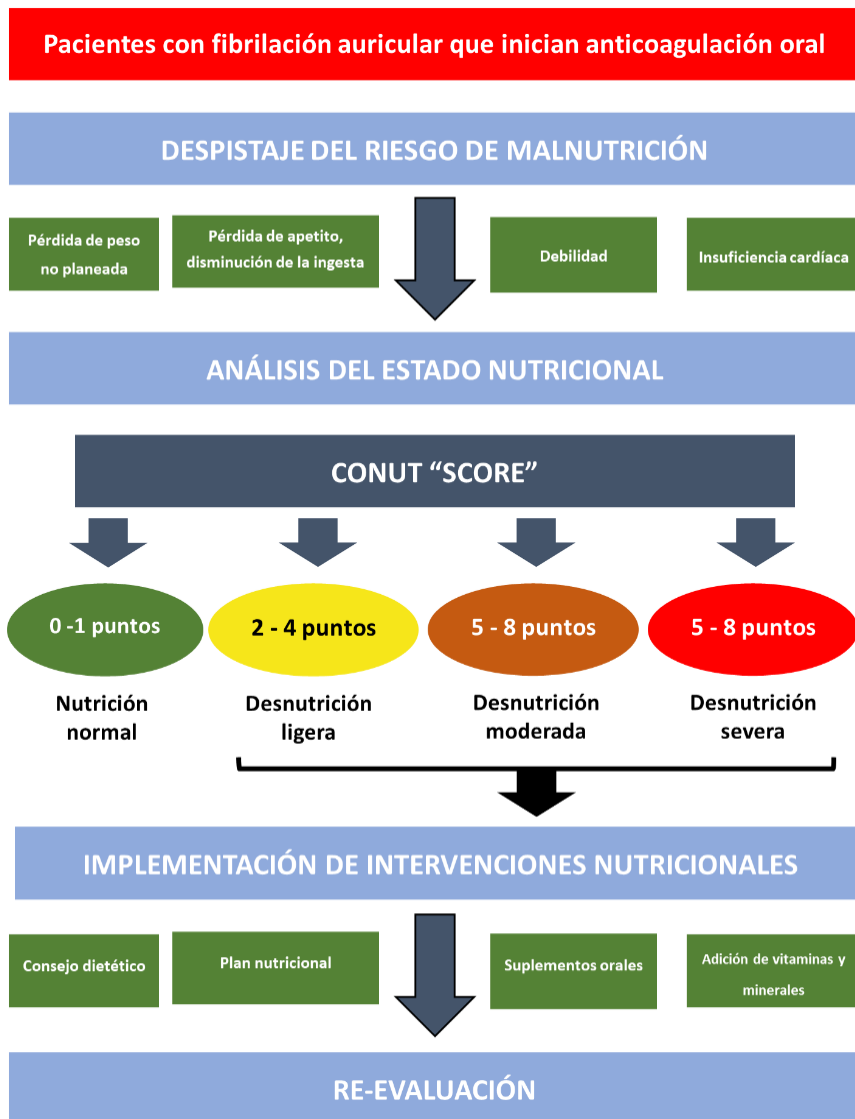 Pacientes con fibrilación auricular que inician anticoagulación oral
DESPISTAJE DEL RIESGO DE MALNUTRICIÓN
Pérdida de peso
no planeada
Pérdida de apetito,
disminución de la ingesta
Debilidad
Insuficiencia cardíaca
ANÁLISIS DEL ESTADO NUTRICIONAL
CONUT “SCORE”
0 -1 puntos
2 - 4 puntos
5 - 8 puntos
5 - 8 puntos
Nutrición
normal
Desnutrición
ligera
Desnutrición
moderada
Desnutrición
severa
IMPLEMENTACIÓN DE INTERVENCIONES NUTRICIONALES
Consejo dietético
Plan nutricional
Suplementos orales
Adición de vitaminas y
minerales
RE-EVALUACIÓN